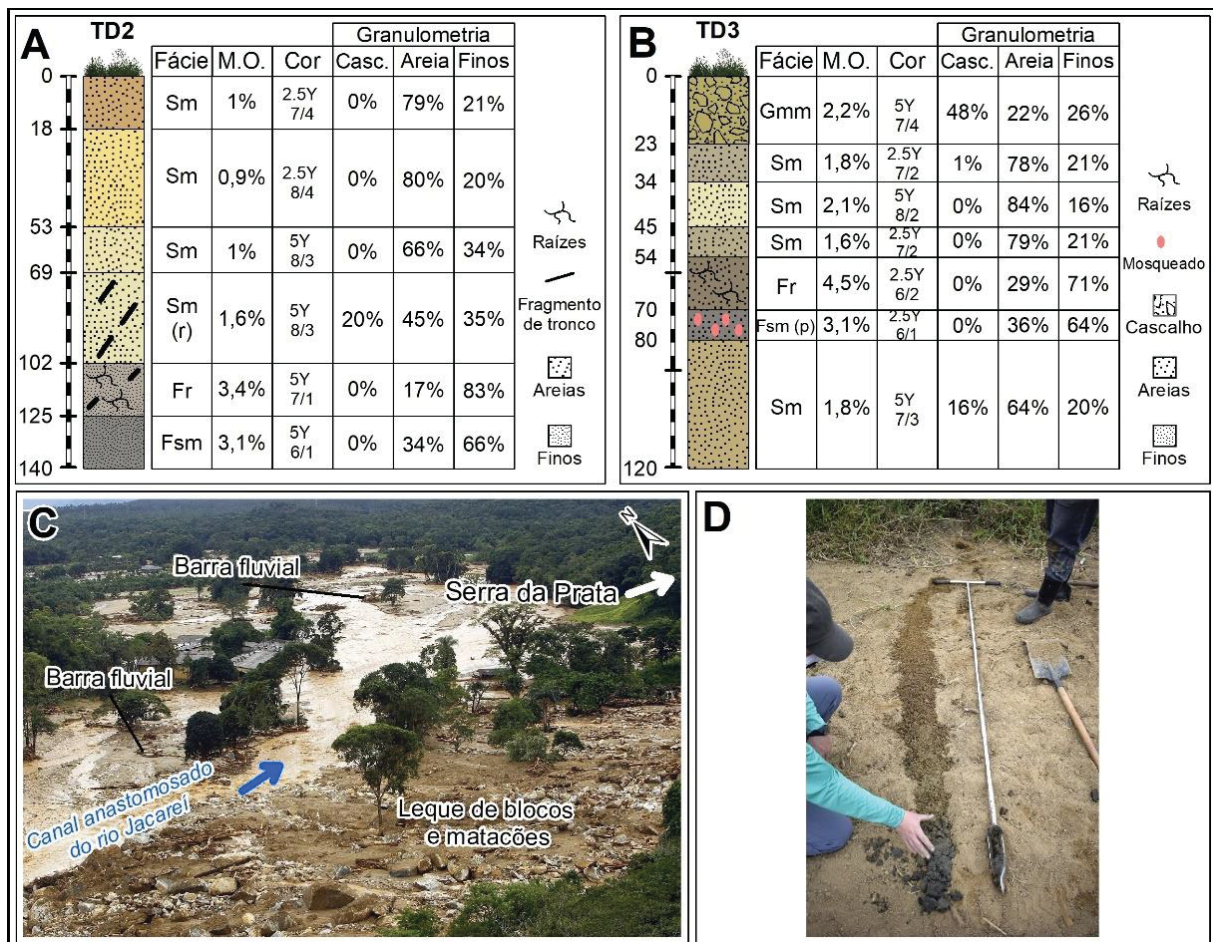 A
TD2
Granulometria
Fácie M.O. Cor Casc. Areia Finos
0
Sm 1% 2.5Y 7/4 0% 79% 21%
18
Sm 0,9% 2.5Y 8/4 0% 80% 20%
53
Sm 1% 5Y 8/3 0% 66% 34%
69
Sm (r) 1,6% 5Y 8/3 20% 45% 35%
102
Fr 3,4% 5Y 7/1 0% 17% 83%
125
Fsm 3,1% 5Y 6/1 0% 34% 66%
140
Raízes
Fragmento
de tronco
Areias
Finos
B
TD3
Granulometria
Fácie M.O. Cor Casc. Areia Finos
0
Gmm 2,2% 5Y 7/4 48% 22% 26%
23
Sm 1,8% 2.5Y 7/2 1% 78% 21%
34
Sm 2,1% 5Y 8/2 0% 84% 16%
45
Sm 1,6% 2.5Y 7/2 0% 79% 21%
54
Fr 4,5% 2.5Y 6/2 0% 29% 71%
70
Fsm (p) 3,1% 2.5Y 6/1 0% 36% 64%
80
Sm 1,8% 5Y 7/3 16% 64% 20%
120
Raízes
Mosqueado
Cascalho
Areias
Finos
C
N
Barra fluvial
Serra da Prata
Barra fluvial
Canal anastomosado
do rio Jacareí
Leque de blocos
e matacões
D